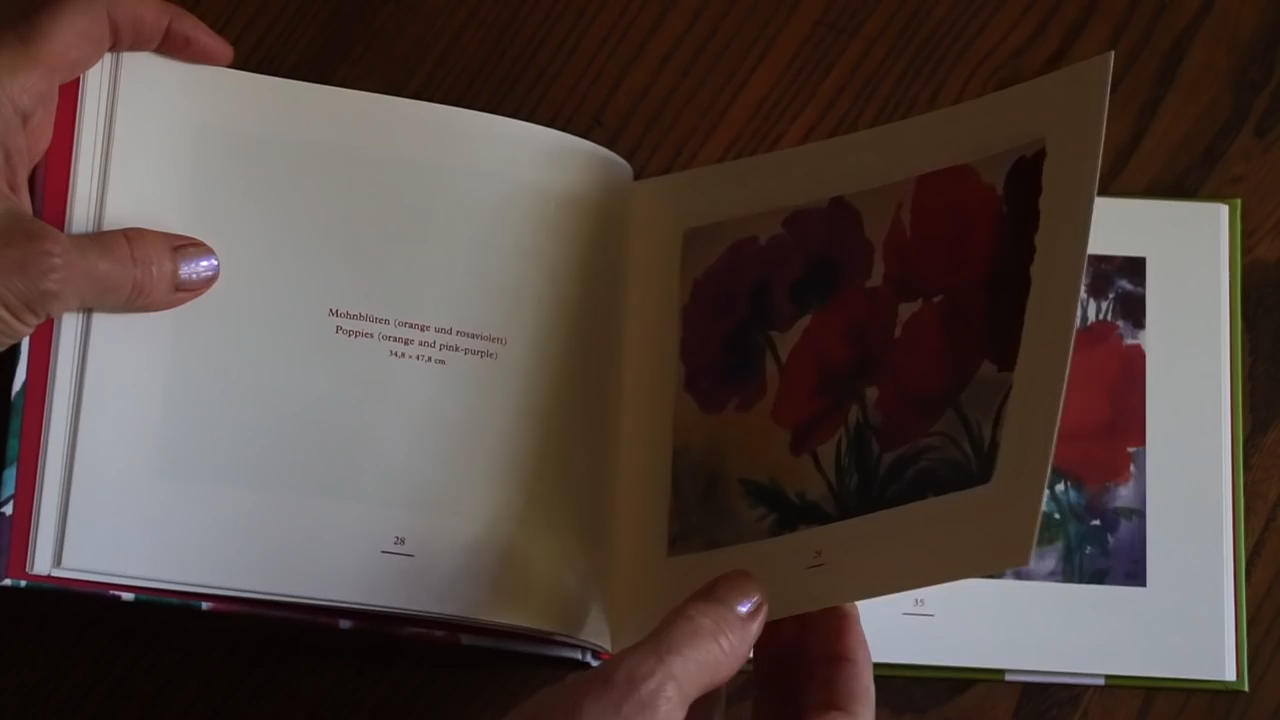 Mohnblüten (orange und rosaviolett)
Poppies (orange and pink-purple)
34,8 × 47,8 cm
28
35